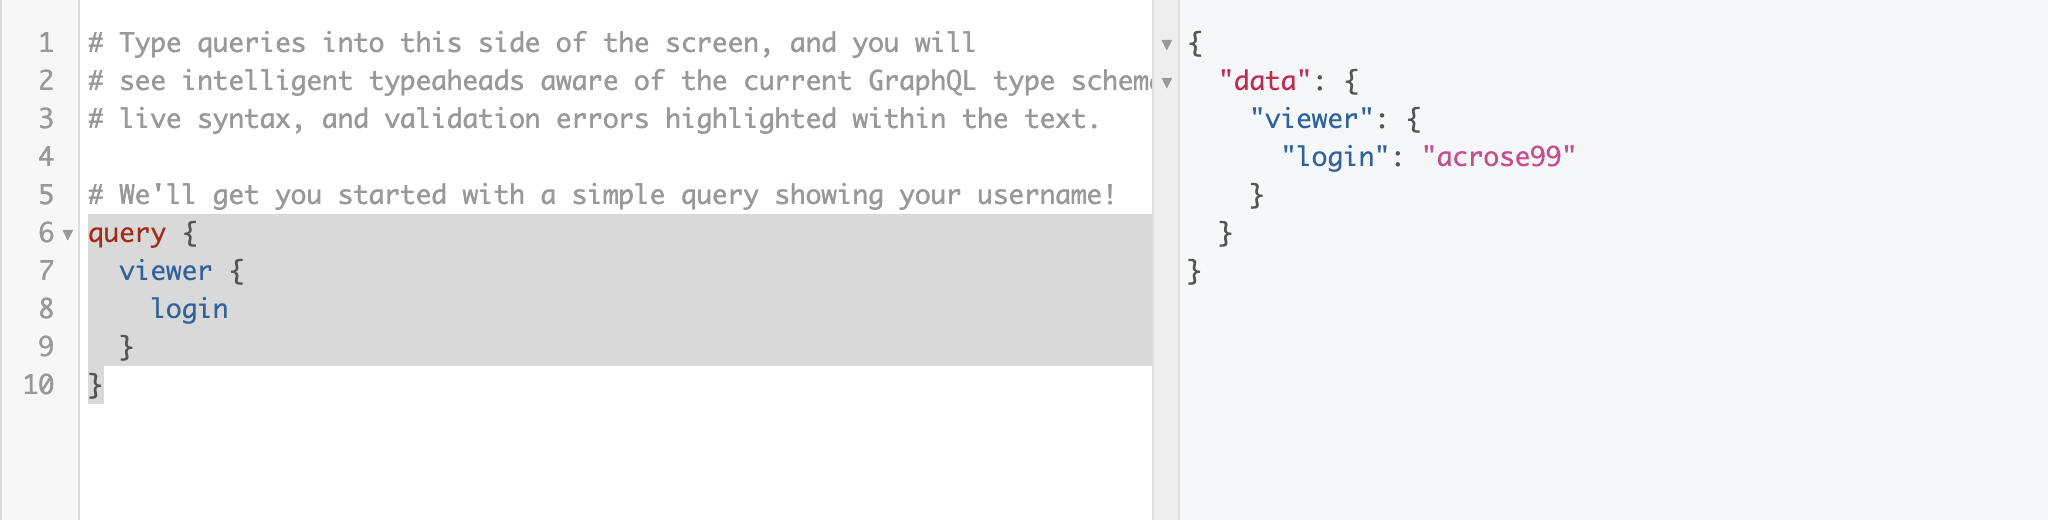 1 # Type queries into this side of the screen, and you will
2 # see intelligent typeaheads aware of the current GraphQL type
3 # live syntax, and validation errors highlighted within the text.
4
5 # We'll get you started with a simple query showing your username!
6 query {
7   viewer {
8     login
9   }
10 }
{
  "data": {
    "viewer": {
      "login": "acrose99"
    }
  }
}